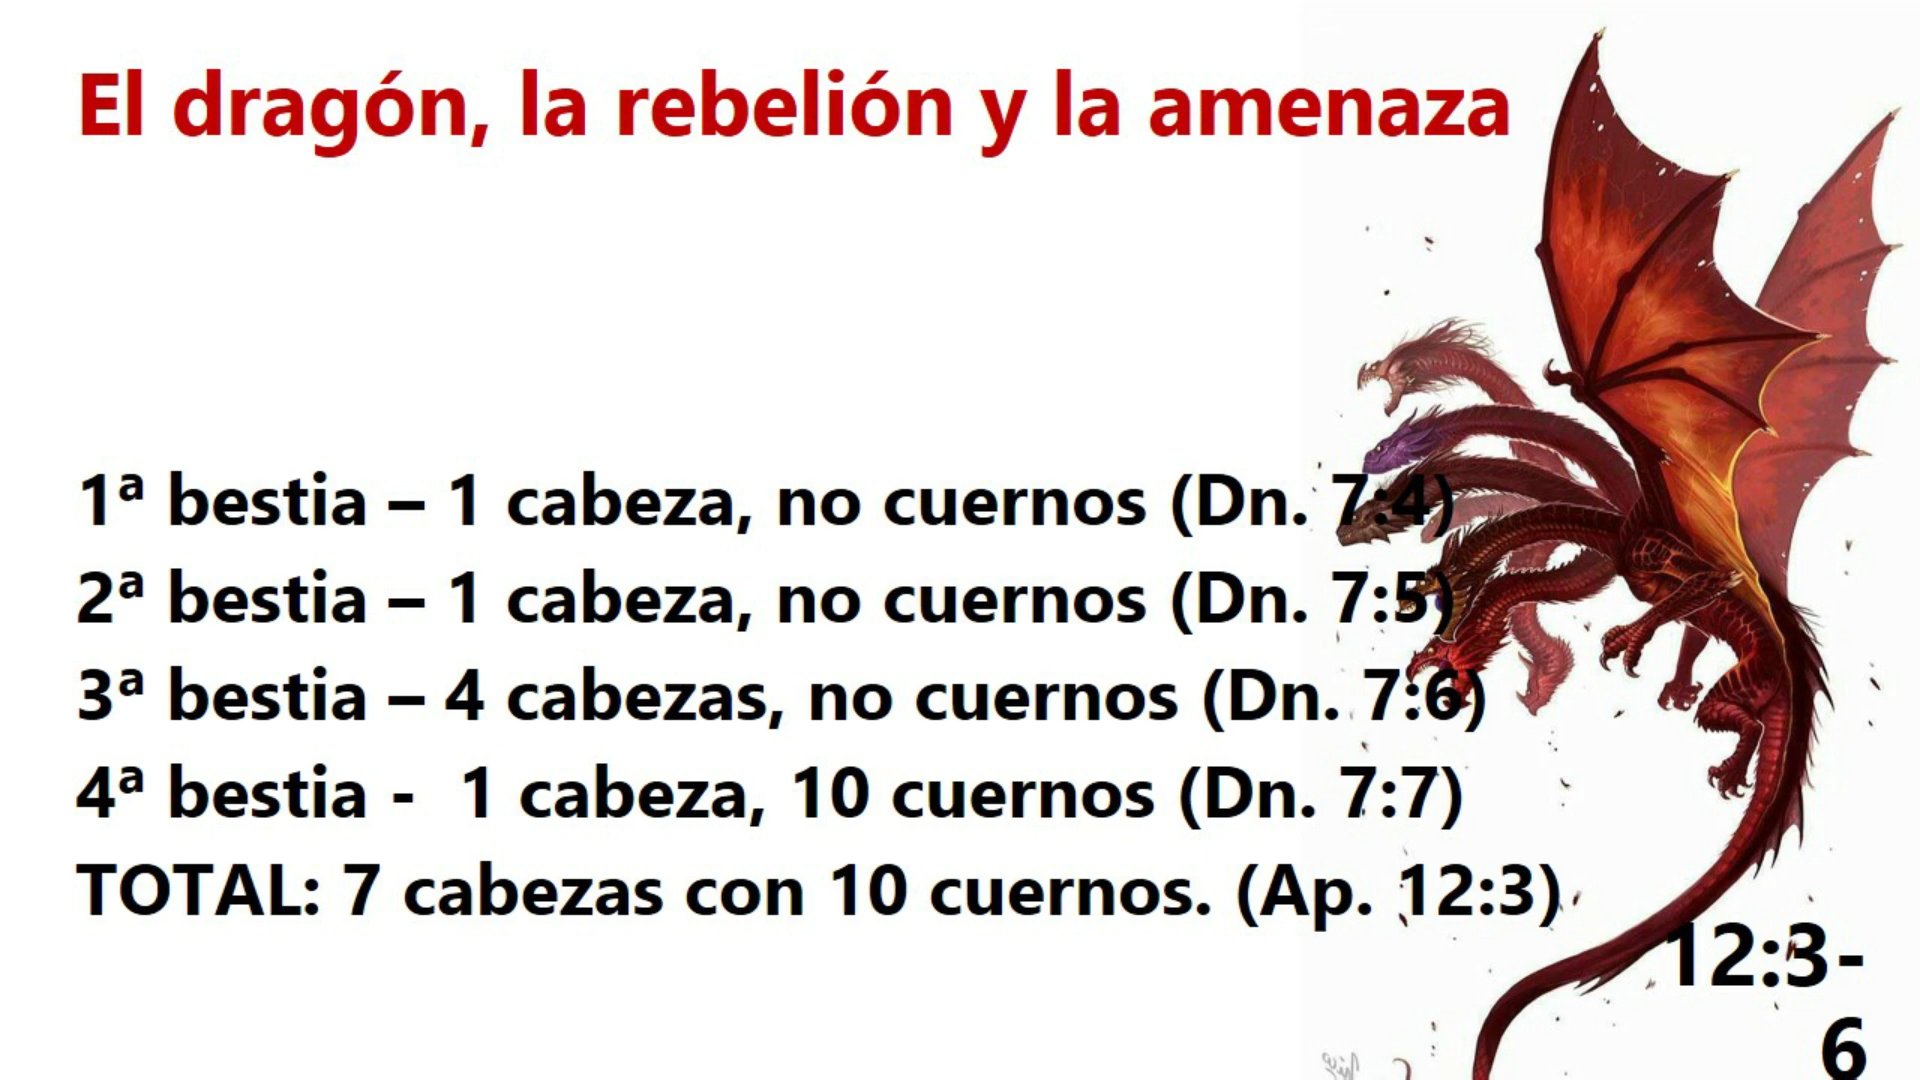 El dragón, la rebelión y la amenaza
1ª bestia – 1 cabeza, no cuernos (Dn. 7:4)
2ª bestia – 1 cabeza, no cuernos (Dn. 7:5)
3ª bestia – 4 cabezas, no cuernos (Dn. 7:6)
4ª bestia -  1 cabeza, 10 cuernos (Dn. 7:7)
TOTAL: 7 cabezas con 10 cuernos. (Ap. 12:3)
12:3-
6